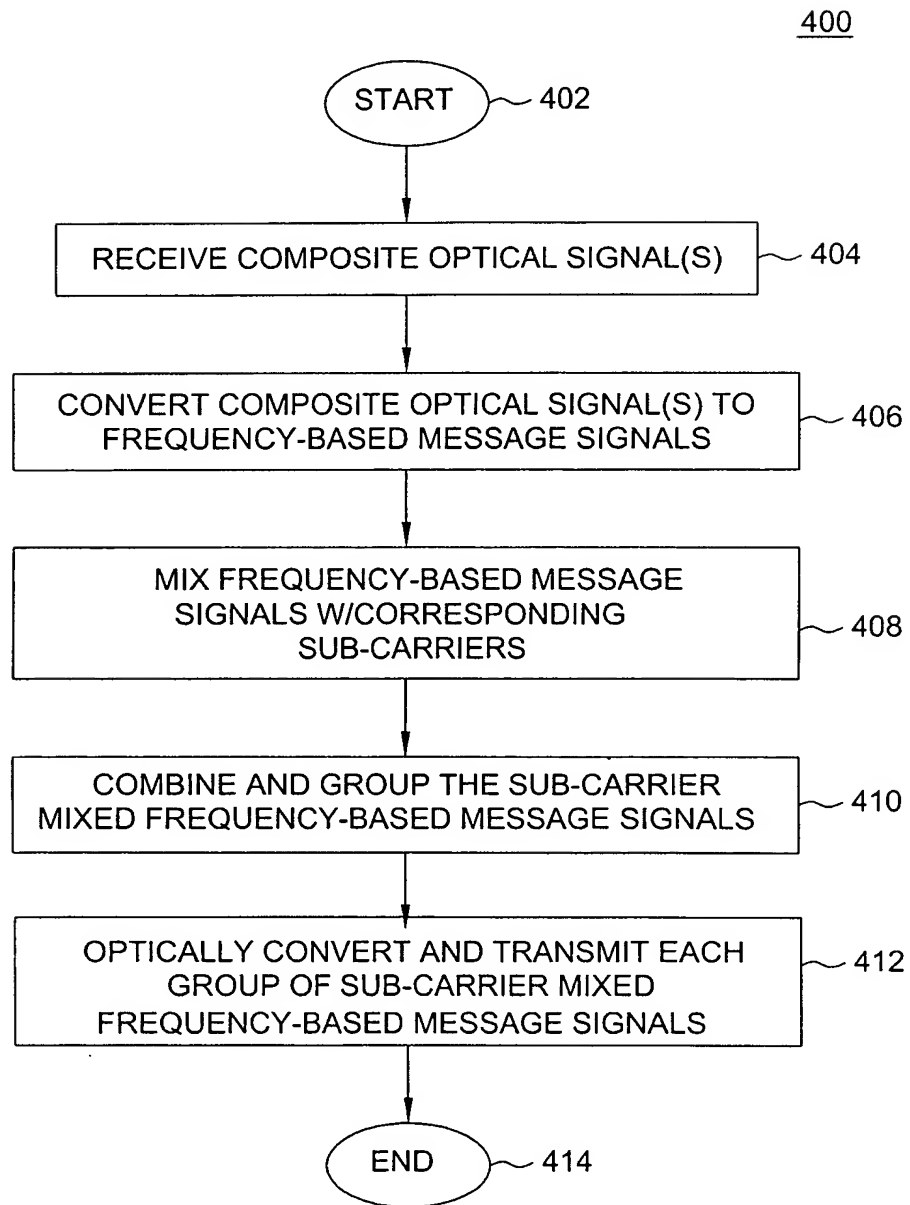 400
START
402
RECEIVE COMPOSITE OPTICAL SIGNAL(S)
404
CONVERT COMPOSITE OPTICAL SIGNAL(S) TO
FREQUENCY-BASED MESSAGE SIGNALS
406
MIX FREQUENCY-BASED MESSAGE
SIGNALS W/CORRESPONDING
SUB-CARRIERS
408
COMBINE AND GROUP THE SUB-CARRIER
MIXED FREQUENCY-BASED MESSAGE SIGNALS
410
OPTICALLY CONVERT AND TRANSMIT EACH
GROUP OF SUB-CARRIER MIXED
FREQUENCY-BASED MESSAGE SIGNALS
412
END
414